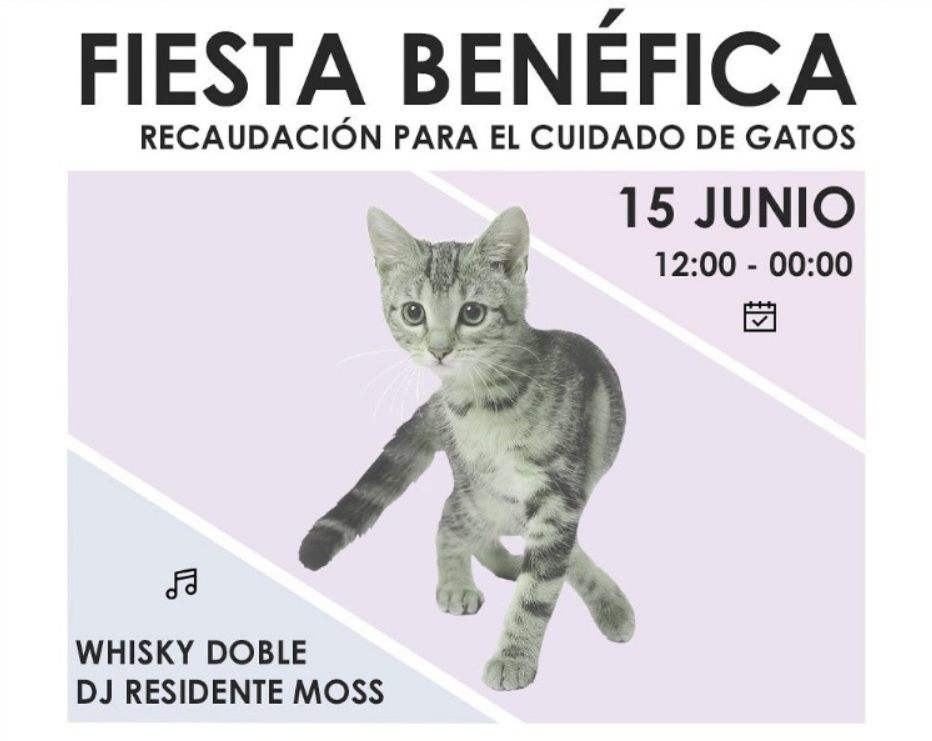 FIESTA BENÉFICA
RECAUDACIÓN PARA EL CUIDADO DE GATOS
15 JUNIO
12:00 - 00:00
WHISKY DOBLE
DJ RESIDENTE MOSS